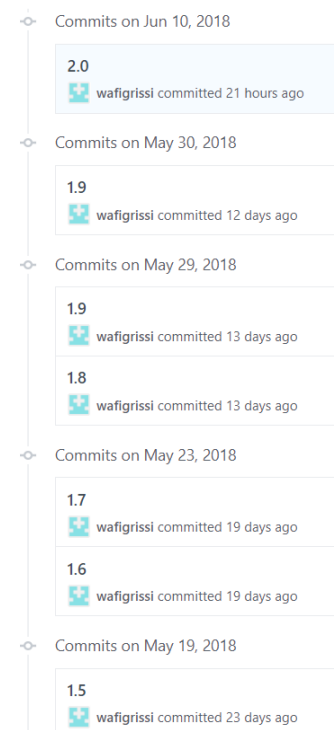 Commits on Jun 10, 2018
2.0
wafigrissi committed 21 hours ago
Commits on May 30, 2018
1.9
wafigrissi committed 12 days ago
Commits on May 29, 2018
1.9
wafigrissi committed 13 days ago
1.8
wafigrissi committed 13 days ago
Commits on May 23, 2018
1.7
wafigrissi committed 19 days ago
1.6
wafigrissi committed 19 days ago
Commits on May 19, 2018
1.5
wafigrissi committed 23 days ago